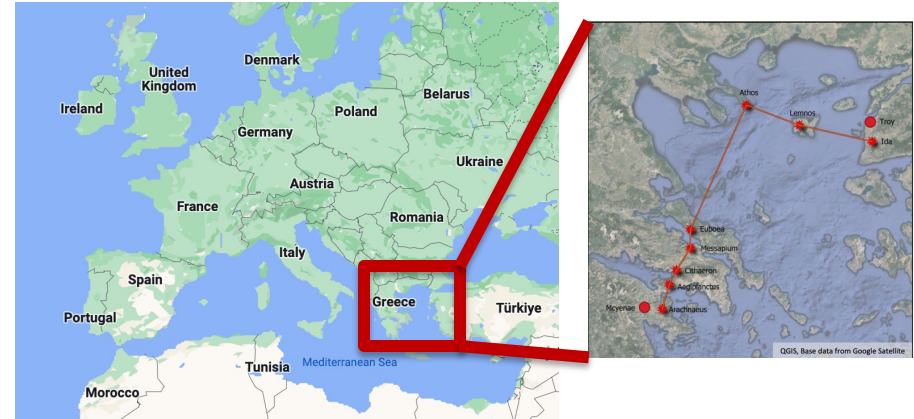 Denmark
United
Kingdom
Ireland
Belarus
Poland
Germany
Ukraine
Austria
France
Romania
Italy
Spain
Greece
Türkiye
Portugal
Mediterranean Sea
Tunisia
Morocco
Athos
Lemnos
Troy
Ida
Euboea
Messapium
Cithaeron
Aegiplanctus
Mcyenae
Arachnaeus
QGIS, Base data from Google Satellite